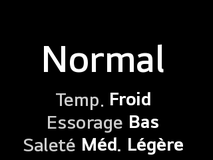 Normal
Temp. Froid
Essorage Bas
Saleté Méd. Légère